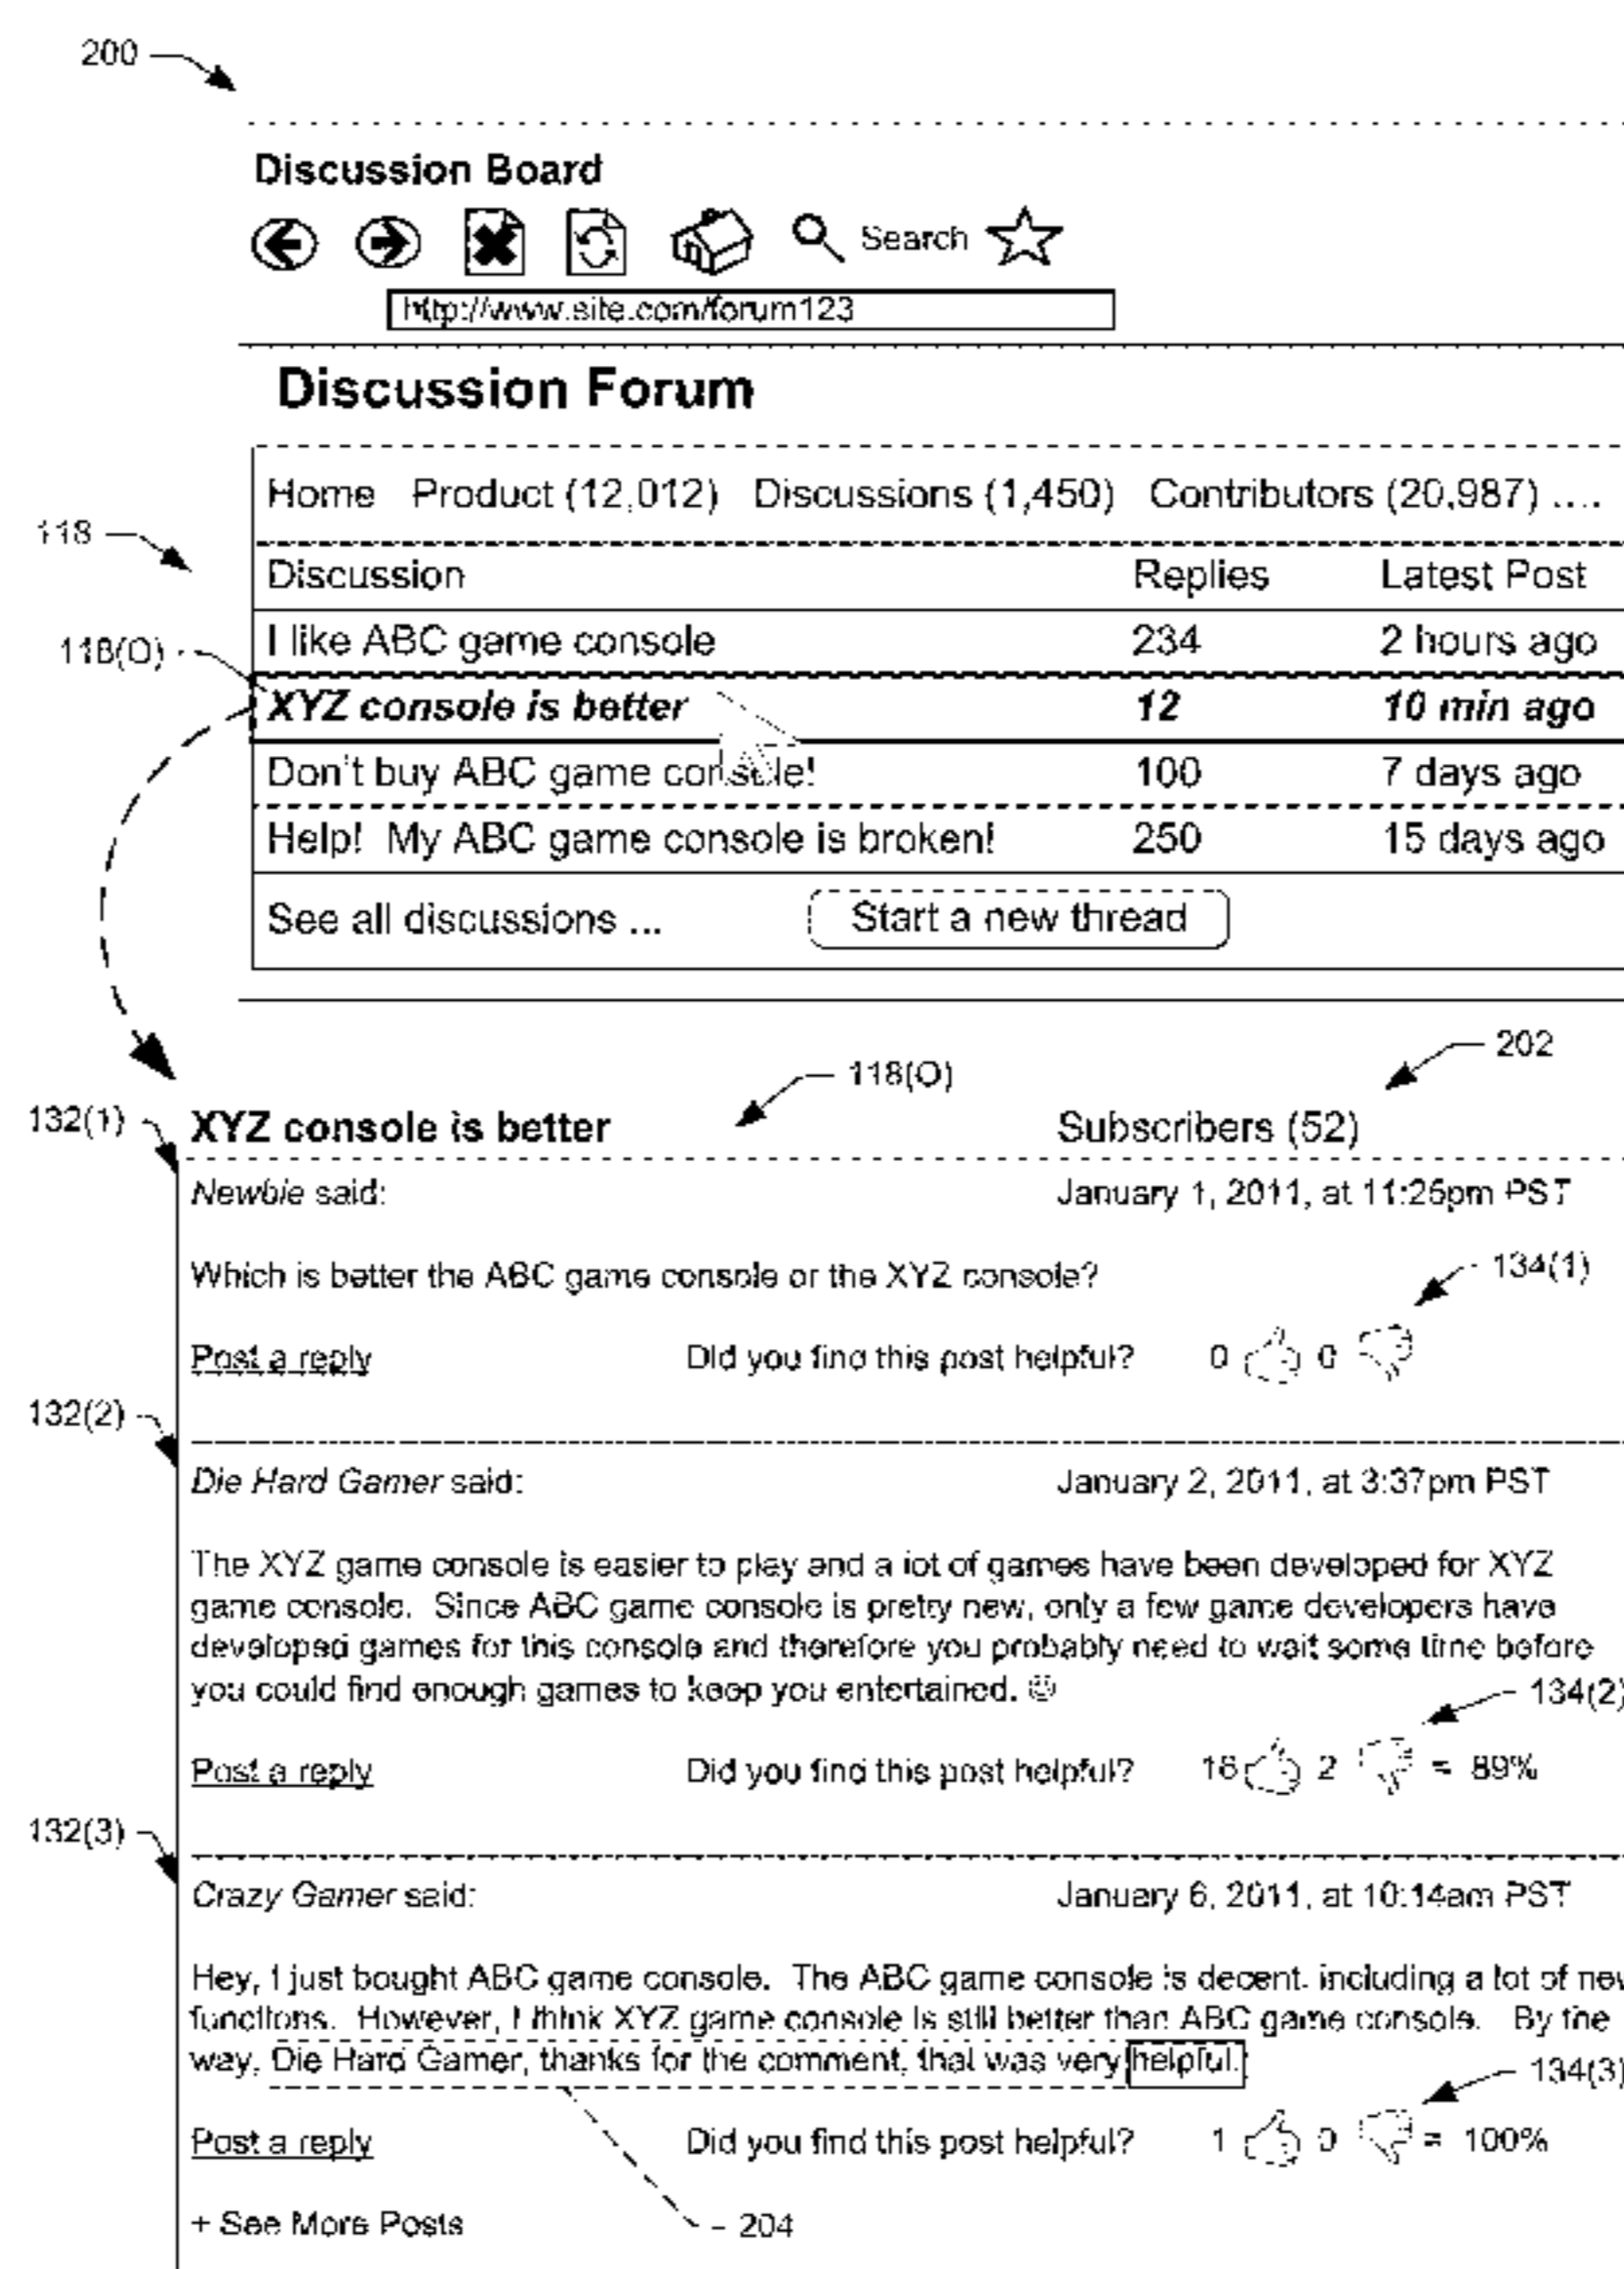 200
Discussion Board
Search
http://www.site.com/forum123
Discussion Forum
Home Product (12,012) Discussions (1,450) Contributors (20,987) ....
118
Discussion Replies Latest Post
I like ABC game console 234 2 hours ago
118(O)
XYZ console is better 12 10 min ago
Don't buy ABC game console! 100 7 days ago
Help! My ABC game console is broken! 250 15 days ago
See all discussions ... Start a new thread
202
118(O)
132(1)
XYZ console is better Subscribers (52)
Newbie said: January 1, 2011, at 11:25pm PST
Which is better the ABC game console or the XYZ console?
134(1)
Post a reply Did you find this post helpful? 0 0
132(2)
Die Hard Gamer said: January 2, 2011, at 3:37pm PST
The XYZ game console is easier to play and a lot of games have been developed for XYZ
game console. Since ABC game console is pretty new, only a few game developers have
developed games for this console and therefore you probably need to wait some time before
you could find enough games to keep you entertained. ☺
134(2)
Post a reply Did you find this post helpful? 16 2 = 89%
132(3)
Crazy Gamer said: January 6, 2011, at 10:14am PST
Hey, I just bought ABC game console. The ABC game console is decent. including a lot of new
functions. However, I think XYZ game console is still better than ABC game console. By the
way, Die Hard Gamer, thanks for the comment, that was very helpful.
134(3)
Post a reply Did you find this post helpful? 1 0 = 100%
+ See More Posts
204